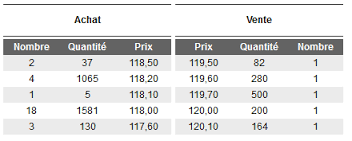 Achat Vente
Nombre Quantité Prix Prix Quantité Nombre
2 37 118,50 119,50 82 1
4 1065 118,20 119,60 280 1
1 5 118,10 119,70 500 1
18 1581 118,00 120,00 200 1
3 130 117,60 120,10 164 1